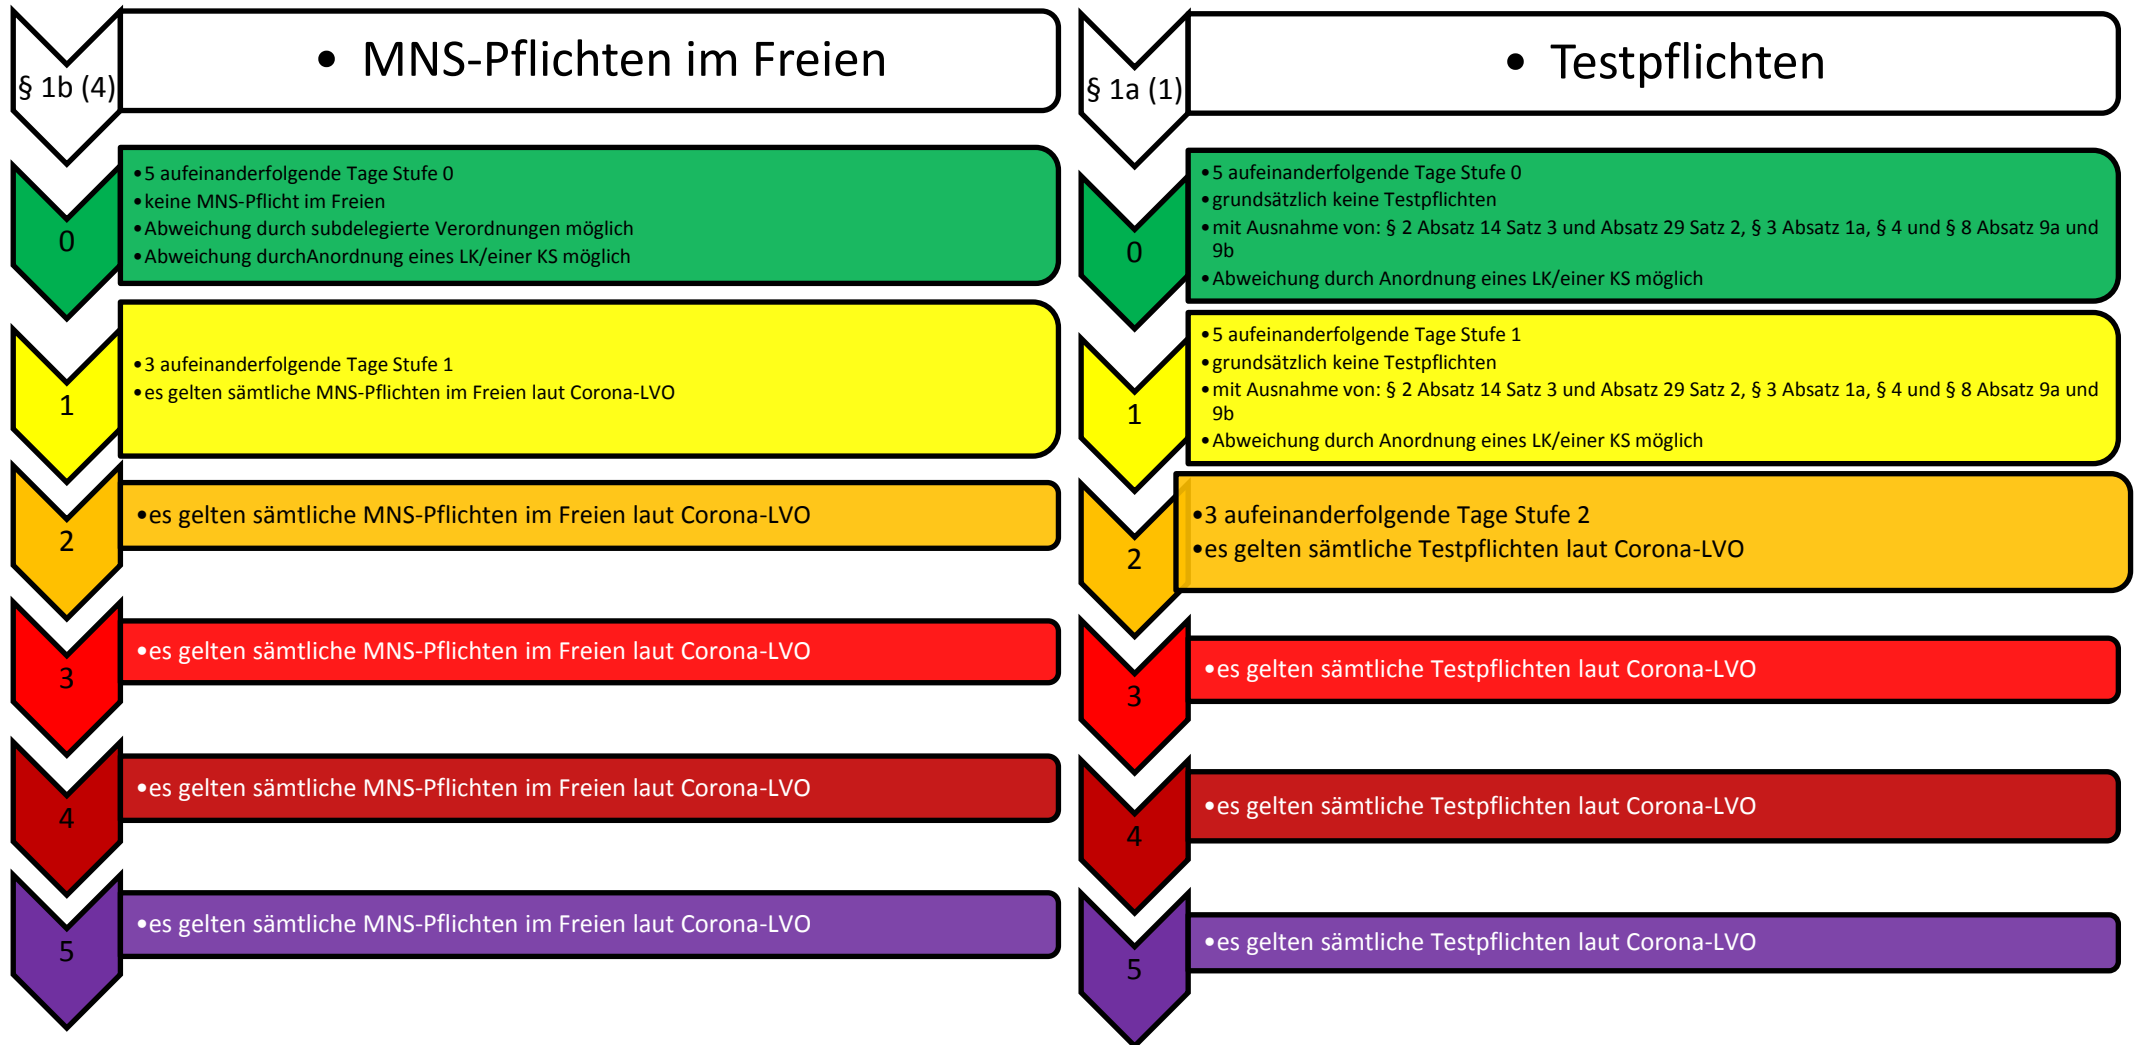 § 1b (4)
• MNS-Pflichten im Freien
0
•5 aufeinanderfolgende Tage Stufe 0
•keine MNS-Pflicht im Freien
•Abweichung durch subdelegierte Verordnungen möglich
•Abweichung durchAnordnung eines LK/einer KS möglich
1
•3 aufeinanderfolgende Tage Stufe 1
•es gelten sämtliche MNS-Pflichten im Freien laut Corona-LVO
2
•es gelten sämtliche MNS-Pflichten im Freien laut Corona-LVO
3
•es gelten sämtliche MNS-Pflichten im Freien laut Corona-LVO
4
•es gelten sämtliche MNS-Pflichten im Freien laut Corona-LVO
5
•es gelten sämtliche MNS-Pflichten im Freien laut Corona-LVO
§ 1a (1)
• Testpflichten
0
•5 aufeinanderfolgende Tage Stufe 0
•grundsätzlich keine Testpflichten
•mit Ausnahme von: § 2 Absatz 14 Satz 3 und Absatz 29 Satz 2, § 3 Absatz 1a, § 4 und § 8 Absatz 9a und
9b
•Abweichung durch Anordnung eines LK/einer KS möglich
1
•5 aufeinanderfolgende Tage Stufe 1
•grundsätzlich keine Testpflichten
•mit Ausnahme von: § 2 Absatz 14 Satz 3 und Absatz 29 Satz 2, § 3 Absatz 1a, § 4 und § 8 Absatz 9a und
9b
•Abweichung durch Anordnung eines LK/einer KS möglich
2
•3 aufeinanderfolgende Tage Stufe 2
•es gelten sämtliche Testpflichten laut Corona-LVO
3
•es gelten sämtliche Testpflichten laut Corona-LVO
4
•es gelten sämtliche Testpflichten laut Corona-LVO
5
•es gelten sämtliche Testpflichten laut Corona-LVO